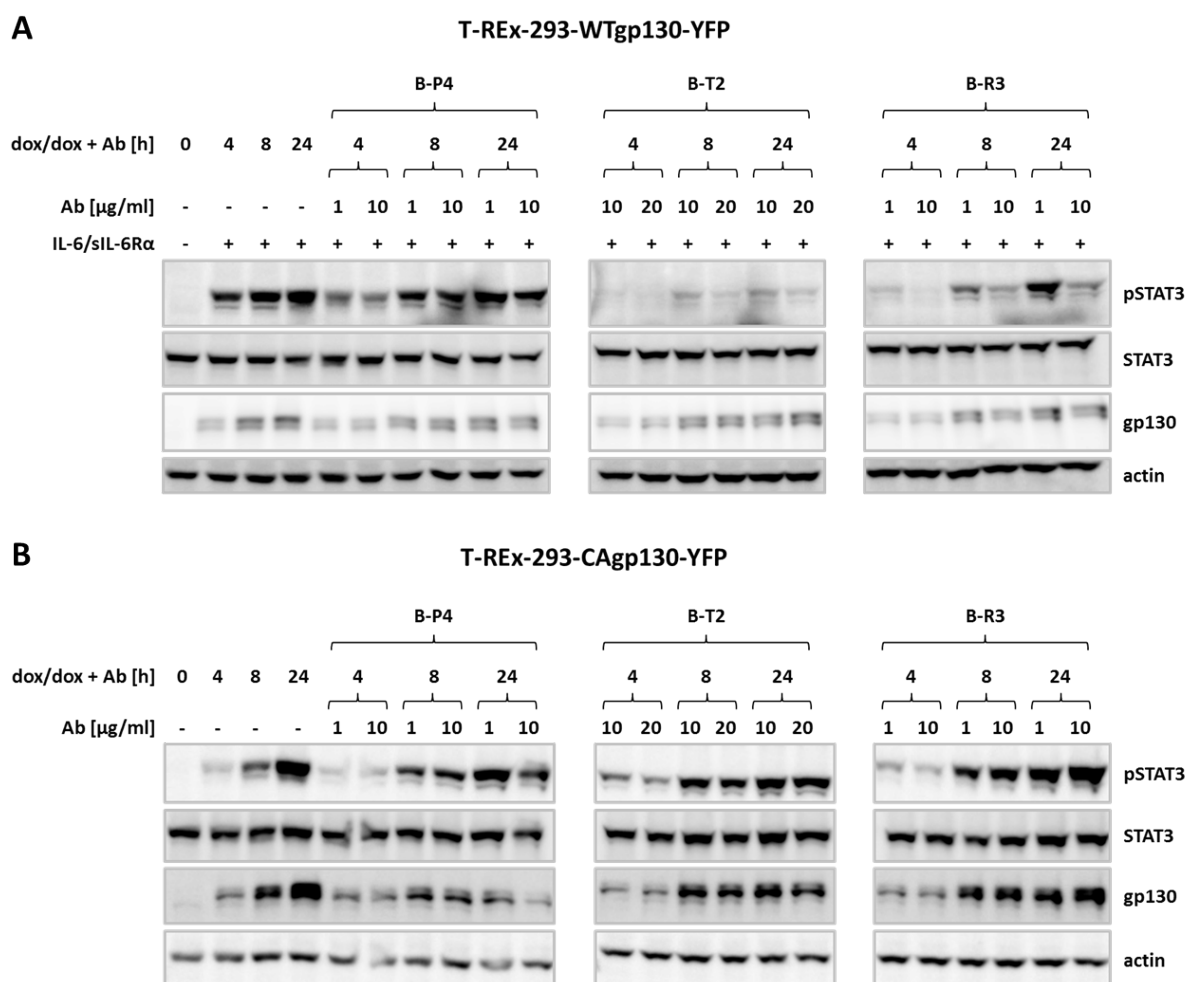 A
T-REx-293-WTgp130-YFP
B-P4 B-T2 B-R3
dox/dox + Ab [h] 0 4 8 24 4 8 24 4 8 24 4 8 24
Ab [µg/ml] - - - - 1 10 1 10 1 10 10 20 10 20 10 20 1 10 1 10 1 10
IL-6/sIL-6Rα - + + + + + + + + + + + + + + + + + + + + +
pSTAT3
STAT3
gp130
actin
B
T-REx-293-CAgp130-YFP
B-P4 B-T2 B-R3
dox/dox + Ab [h] 0 4 8 24 4 8 24 4 8 24 4 8 24
Ab [µg/ml] - - - - 1 10 1 10 1 10 10 20 10 20 10 20 1 10 1 10 1 10
pSTAT3
STAT3
gp130
actin